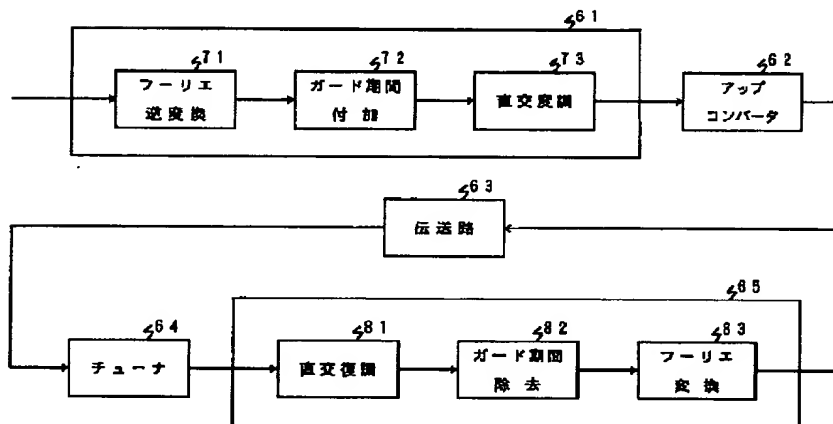 61
71 72 73 62
フーリエ
逆変換
ガード期間
付加
直交変調
アップ
コンバータ
63
伝送路
65
64 81 82 83
チューナ
直交復調
ガード期間
除去
フーリエ
変換